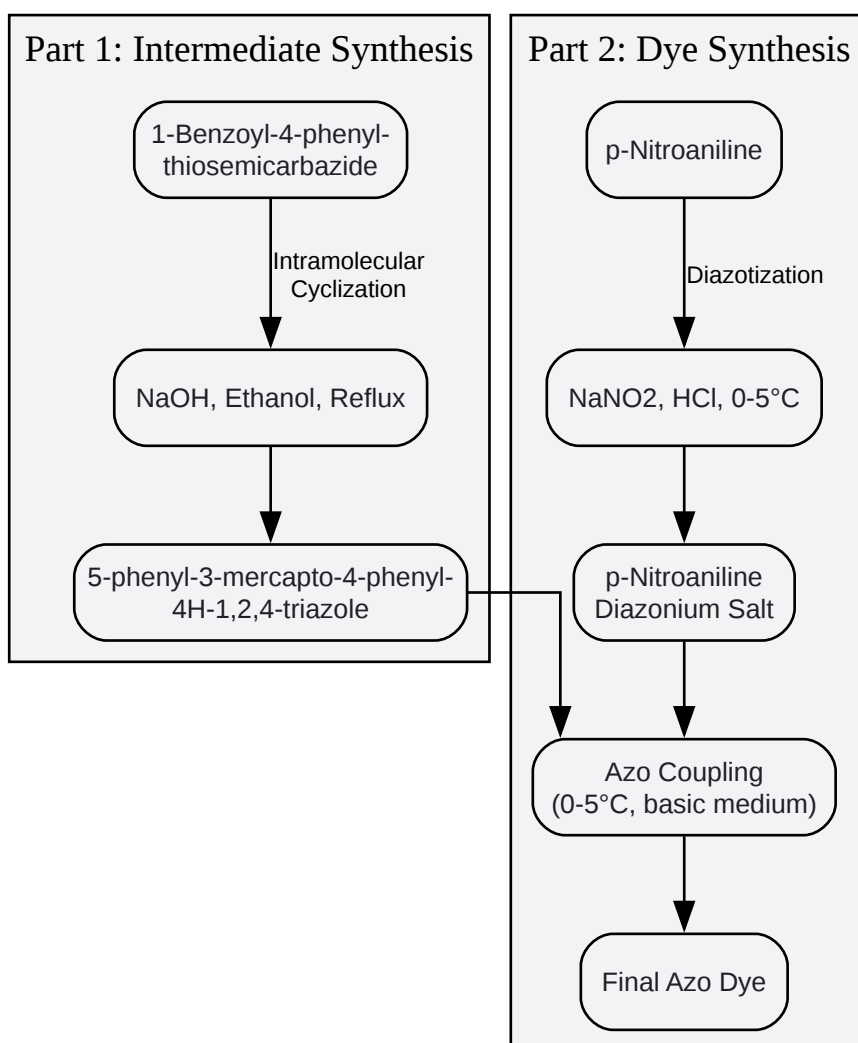 Part 1: Intermediate Synthesis
1-Benzoyl-4-phenyl-
thiosemicarbazide
Intramolecular
Cyclization
NaOH, Ethanol, Reflux
5-phenyl-3-mercapto-4-phenyl-
4H-1,2,4-triazole
Part 2: Dye Synthesis
p-Nitroaniline
Diazotization
NaNO2, HCl, 0-5°C
p-Nitroaniline
Diazonium Salt
Azo Coupling
(0-5°C, basic medium)
Final Azo Dye